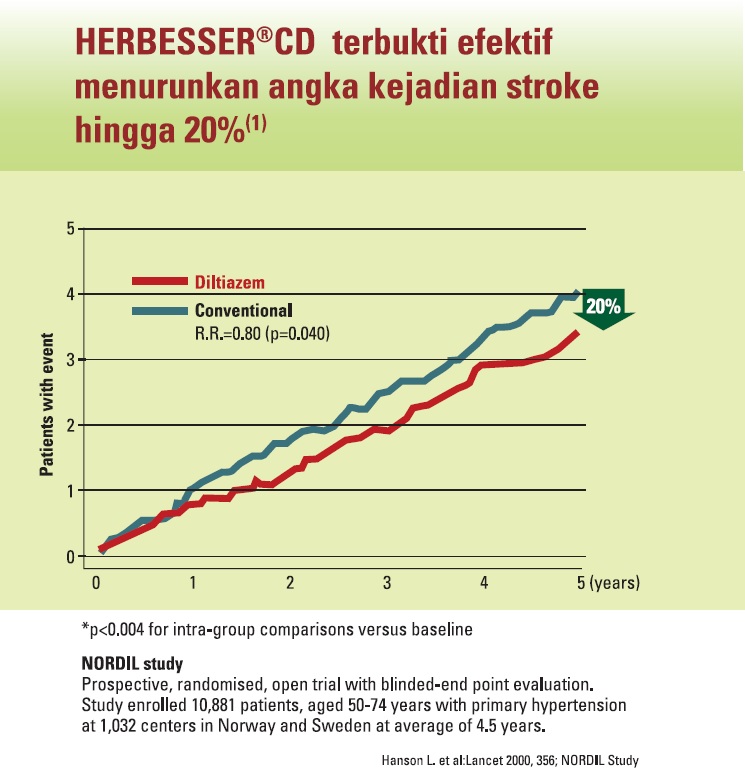 HERBESSER®CD terbukti efektif
menurunkan angka kejadian stroke
hingga 20%(1)
5
4
3
2
1
0
Patients with event
Diltiazem
Conventional
R.R.=0.80 (p=0.040)
20%
0 1 2 3 4 5 (years)
*p<0.004 for intra-group comparisons versus baseline
NORDIL study
Prospective, randomised, open trial with blinded-end point evaluation.
Study enrolled 10,881 patients, aged 50-74 years with primary hypertension
at 1,032 centers in Norway and Sweden at average of 4.5 years.
Hanson L. et al:Lancet 2000, 356; NORDIL Study